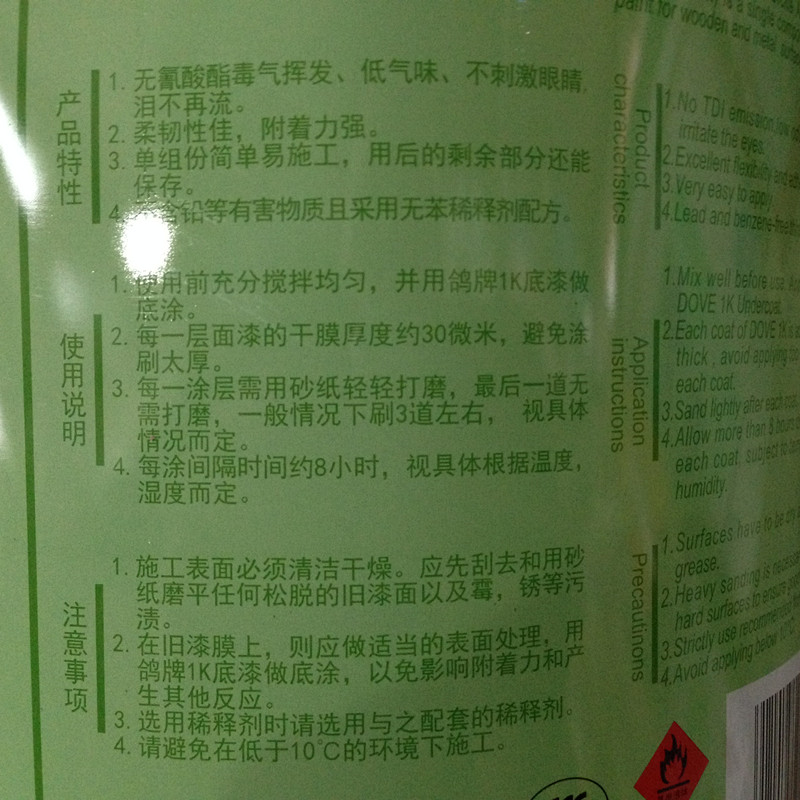 产品特性
1. 无氰酸酯毒气挥发、低气味、不刺激眼睛,
泪不再流。
2. 柔韧性佳，附着力强。
3. 单组份简单易施工，用后的剩余部分还能
保存。
4. 含铅等有害物质且采用无苯稀释剂配方。
使用说明
1. 使用前充分搅拌均匀，并用鸽牌1K底漆做
底涂。
2. 每一层面漆的干膜厚度约30微米，避免涂
刷太厚。
3. 每一涂层需用砂纸轻轻打磨，最后一道无
需打磨，一般情况下刷3道左右， 视具体
情况而定。
4. 每涂间隔时间约8小时，视具体根据温度，
湿度而定。
注意事项
1. 施工表面必须清洁干燥。应先刮去和用砂
纸磨平任何松脱的旧漆面以及霉，锈等污
渍。
2. 在旧漆膜上，则应做适当的表面处理，用
鸽牌1K底漆做底涂，以免影响附着力和产
生其他反应。
3. 选用稀释剂时请选用与之配套的稀释剂。
4. 请避免在低于10℃的环境下施工。
is a single
paint for wooden and metal
Product
characteristics
1.No TDI emission,low
irritate the eyes.
2.Excellent flexibility and
3.Very easy to apply
4.Lead and benzene-free
Application
instructions
1.Mix well before use.
DOVE 1K Undercoat.
2.Each coat of DOVE 1K is
thick , avoid applying too
each coat.
3.Sand lightly after each coat,
4.Allow more than 8 hours
each coat, subject to
humidity.
Precautinons
1.Surfaces have to be dry
grease.
2.Heavy sanding is necessary
hard surfaces to ensure
3.Strictly use recommended
4.Avoid applying below 10℃